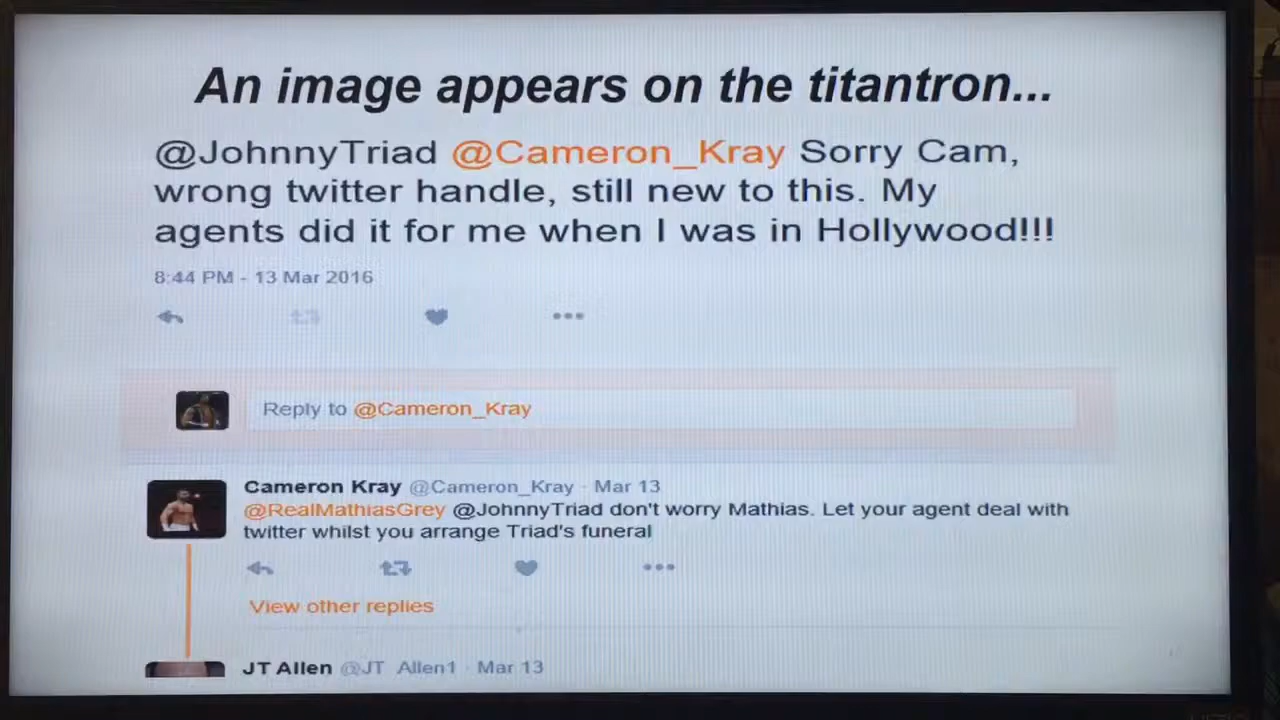 An image appears on the titantron...
@JohnnyTriad @Cameron_Kray Sorry Cam,
wrong twitter handle, still new to this. My
agents did it for me when I was in Hollywood!!!
8:44 PM - 13 Mar 2016
Reply to @Cameron_Kray
Cameron Kray @Cameron_Kray · Mar 13
@RealMathiasGrey @JohnnyTriad don't worry Mathias. Let your agent deal with
twitter whilst you arrange Triad's funeral
View other replies
JT Allen @JT_Allen1 · Mar 13